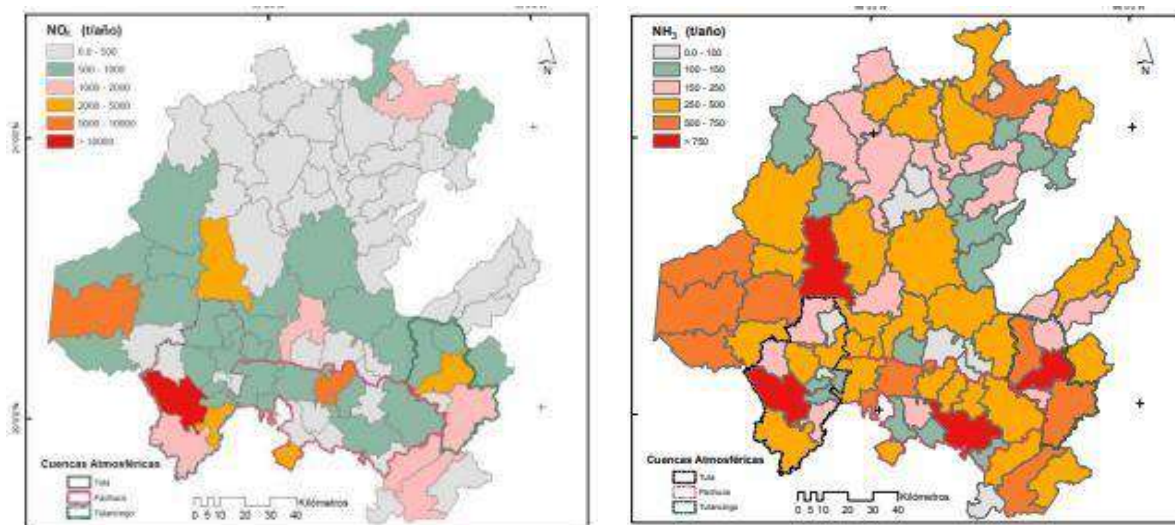 NOₓ (t/año)
0.0 - 500
500 - 1000
1000 - 2000
2000 - 5000
5000 - 10000
> 10000
N
Cuencas Atmosféricas
Tula
Pachuca
Tulancingo
Kilómetros
0 5 10 20 30 40
NH₃ (t/año)
0.0 - 100
100 - 150
150 - 250
250 - 500
500 - 750
> 750
N
Cuencas Atmosféricas
Tula
Pachuca
Tulancingo
Kilómetros
0 5 10 20 30 40